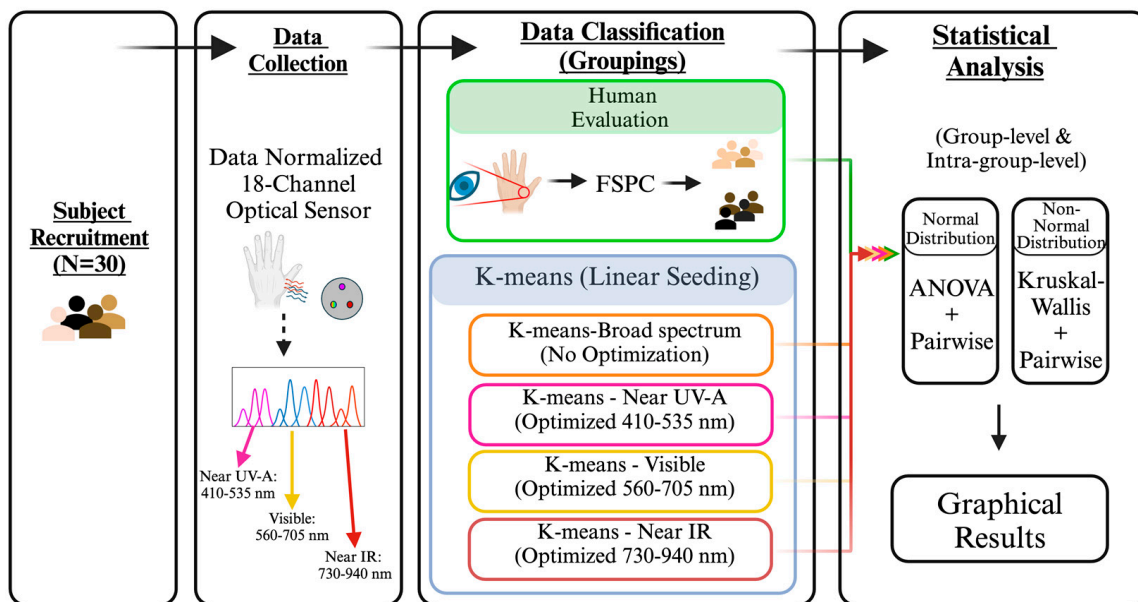 Subject
Recruitment
(N=30)
Data
Collection
Data Normalized
18-Channel
Optical Sensor
Near UV-A:
410-535 nm
Visible:
560-705 nm
Near IR:
730-940 nm
Data Classification
(Groupings)
Human
Evaluation
FSPC
K-means (Linear Seeding)
K-means-Broad spectrum
(No Optimization)
K-means - Near UV-A
(Optimized 410-535 nm)
K-means - Visible
(Optimized 560-705 nm)
K-means - Near IR
(Optimized 730-940 nm)
Statistical
Analysis
(Group-level &
Intra-group-level)
Normal
Distribution
ANOVA
+
Pairwise
Non-
Normal
Distribution
Kruskal-
Wallis
+
Pairwise
Graphical
Results